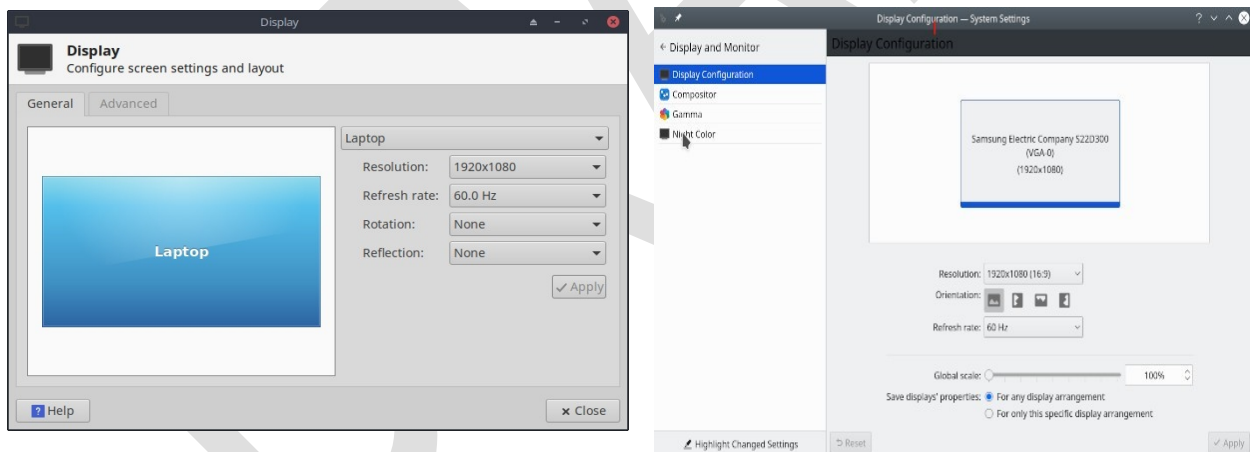 Display
Display
Configure screen settings and layout
General
Advanced
Laptop
Laptop
Resolution: 1920x1080
Refresh rate: 60.0 Hz
Rotation: None
Reflection: None
Apply
Help
Close
Display Configuration — System Settings
Display and Monitor
Display Configuration
Compositor
Gamma
Night Color
Highlight Changed Settings
Display Configuration
Samsung Electric Company S22D300
(VGA-0)
(1920x1080)
Resolution: 1920x1080 (16:9)
Orientation:
Refresh rate: 60 Hz
Global scale: 100%
Save displays' properties: For any display arrangement
For only this specific display arrangement
Reset
Apply